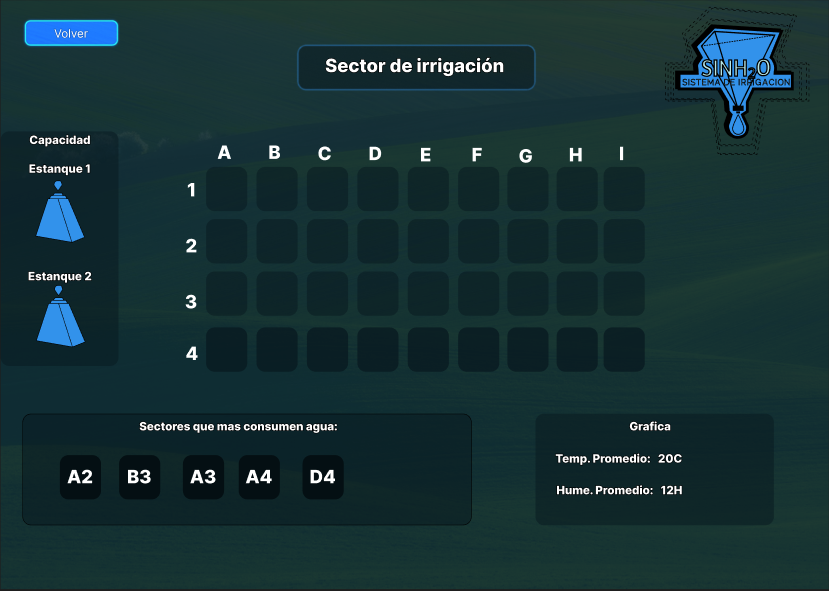 Volver
Sector de irrigación
SINH2O
SISTEMA DE IRRIGACION
Capacidad
Estanque 1
Estanque 2
A B C D E F G H I
1
2
3
4
Sectores que mas consumen agua:
A2 B3 A3 A4 D4
Grafica
Temp. Promedio: 20C
Hume. Promedio: 12H